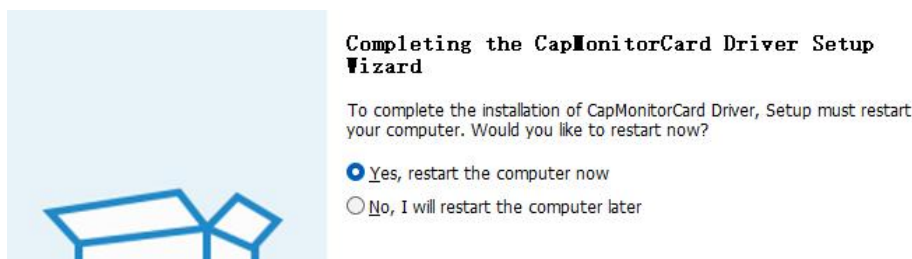 Completing the CapMonitorCard Driver Setup
Wizard
To complete the installation of CapMonitorCard Driver, Setup must restart
your computer. Would you like to restart now?
Yes, restart the computer now
No, I will restart the computer later